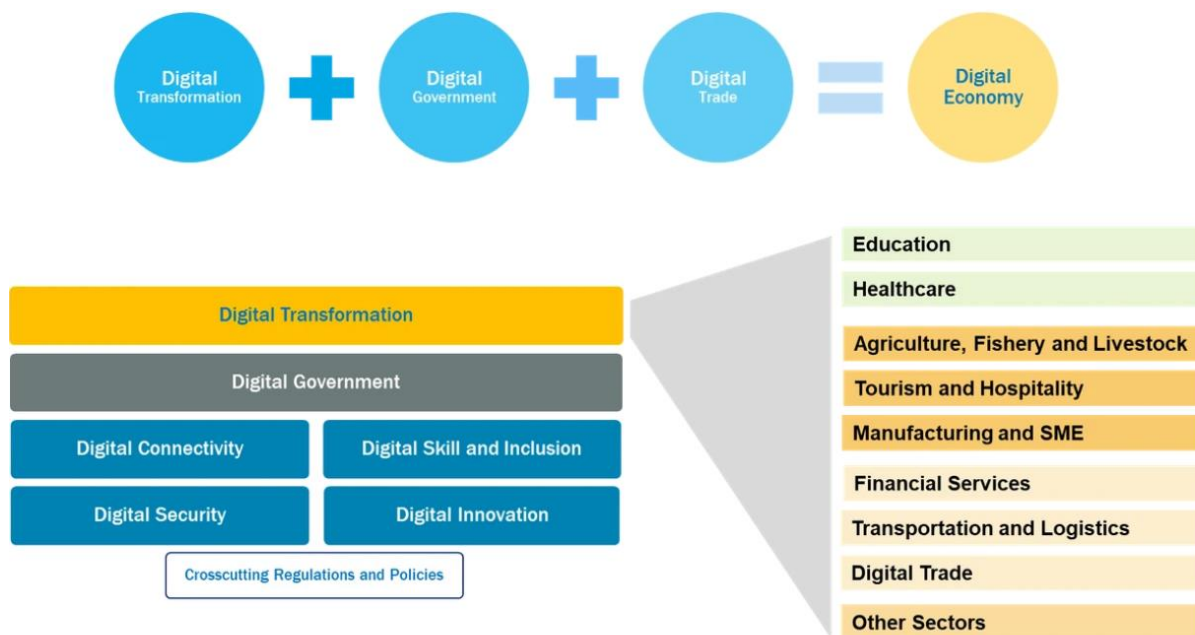 Digital
Transformation
Digital
Government
Digital
Trade
Digital
Economy
Digital Transformation
Digital Government
Digital Connectivity
Digital Skill and Inclusion
Digital Security
Digital Innovation
Crosscutting Regulations and Policies
Education
Healthcare
Agriculture, Fishery and Livestock
Tourism and Hospitality
Manufacturing and SME
Financial Services
Transportation and Logistics
Digital Trade
Other Sectors